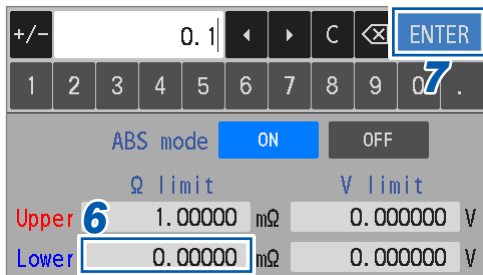 +/- 0.1 ◂ ▸ C ⌫ ENTER
7
1 2 3 4 5 6 7 8 9 0 .
ABS mode ON OFF
Ω limit V limit
Upper 6 1.00000 mΩ 0.000000 V
Lower 0.00000 mΩ 0.000000 V